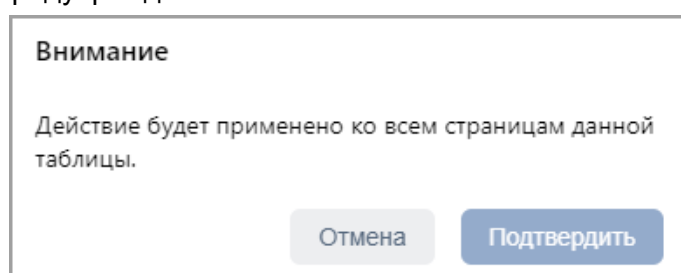 Внимание
Действие будет применено ко всем страницам данной
таблицы.
Отмена Подтвердить